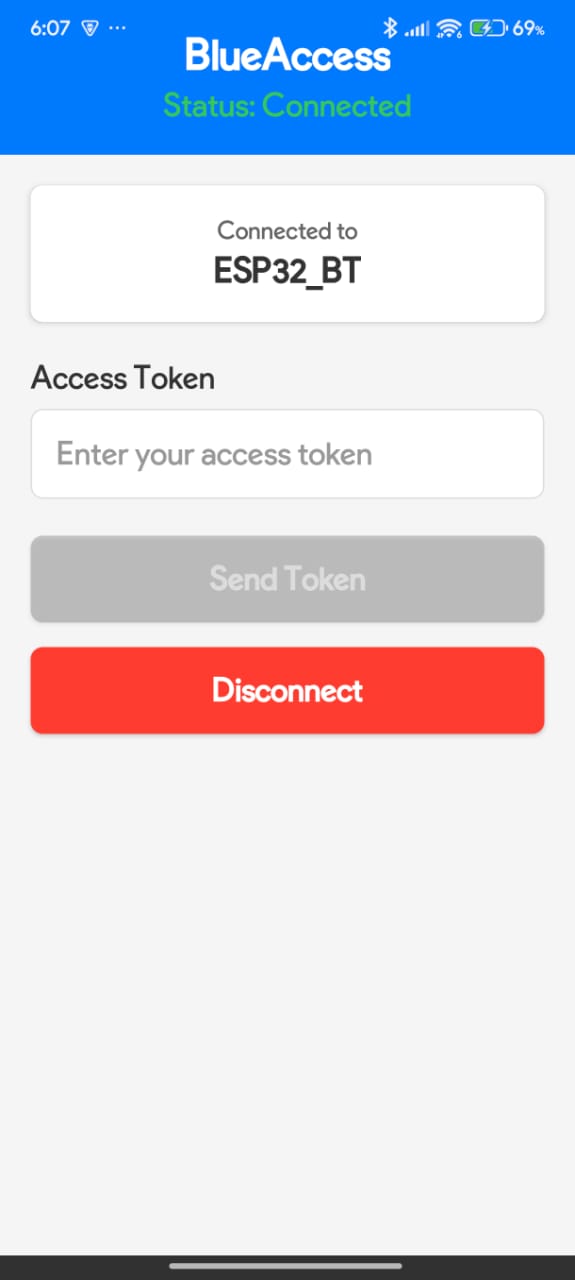 6:07 ... 69%
BlueAccess
Status: Connected
Connected to
ESP32_BT
Access Token
Enter your access token
Send Token
Disconnect